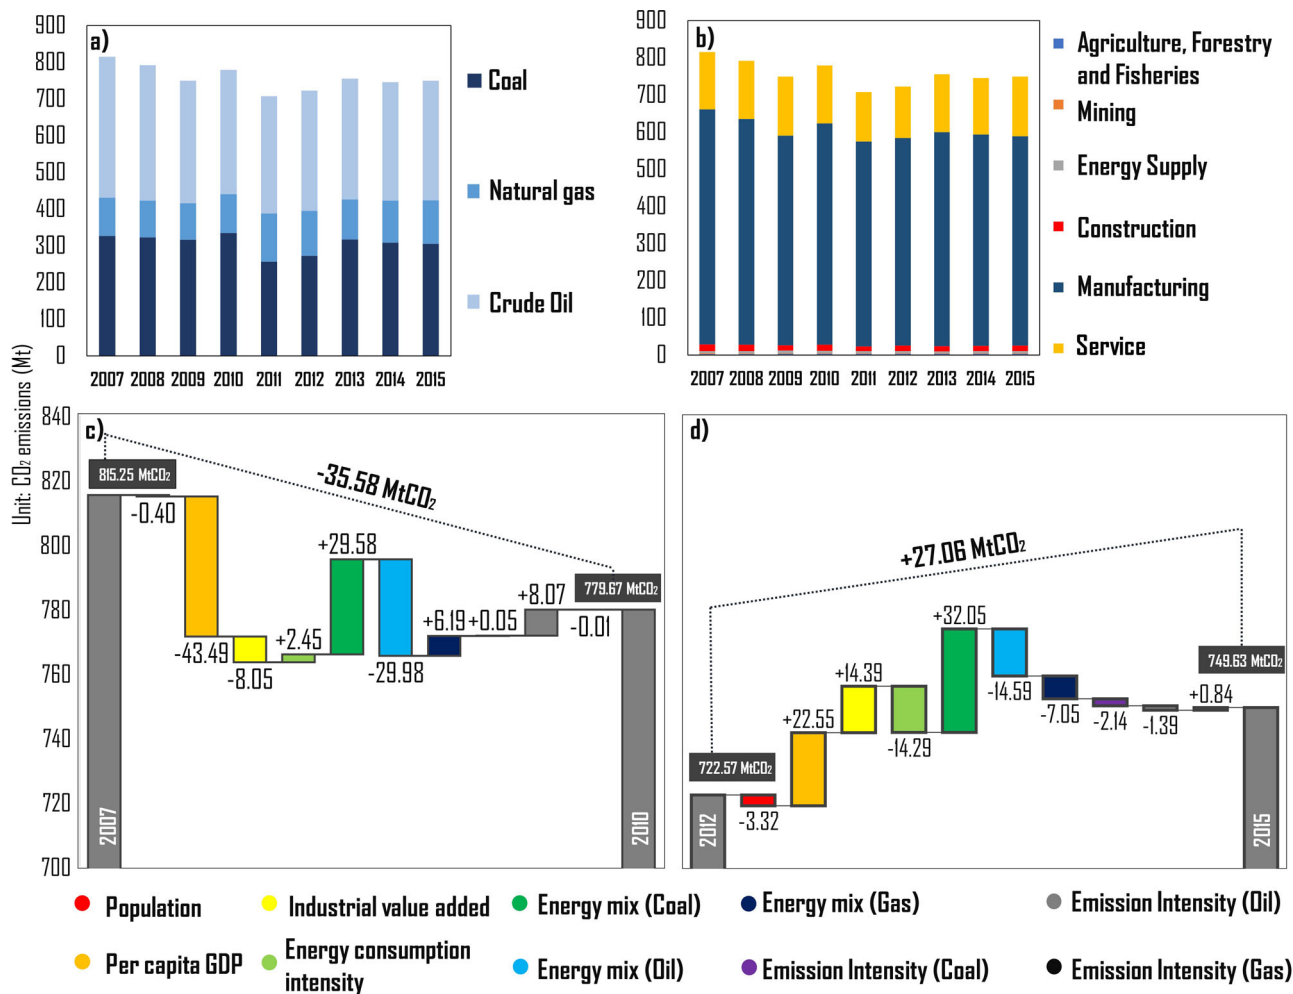 Unit: CO₂ emissions (Mt)
a)
900
800
700
600
500
400
300
200
100
0
2007 2008 2009 2010 2011 2012 2013 2014 2015
Coal
Natural gas
Crude Oil
b)
900
800
700
600
500
400
300
200
100
0
2007 2008 2009 2010 2011 2012 2013 2014 2015
Agriculture, Forestry
and Fisheries
Mining
Energy Supply
Construction
Manufacturing
Service
c)
840
820
800
780
760
740
720
700
815.25 MtCO₂
-35.58 MtCO₂
779.67 MtCO₂
-0.40
-43.49
-8.05
+2.45
+29.58
-29.98
+6.19
+0.05
+8.07
-0.01
2007
2010
d)
+27.06 MtCO₂
722.57 MtCO₂
749.63 MtCO₂
-3.32
+22.55
+14.39
-14.29
+32.05
-14.59
-7.05
-2.14
-1.39
+0.84
2012
2015
Population
Industrial value added
Energy mix (Coal)
Energy mix (Gas)
Emission Intensity (Oil)
Per capita GDP
Energy consumption
intensity
Energy mix (Oil)
Emission Intensity (Coal)
Emission Intensity (Gas)